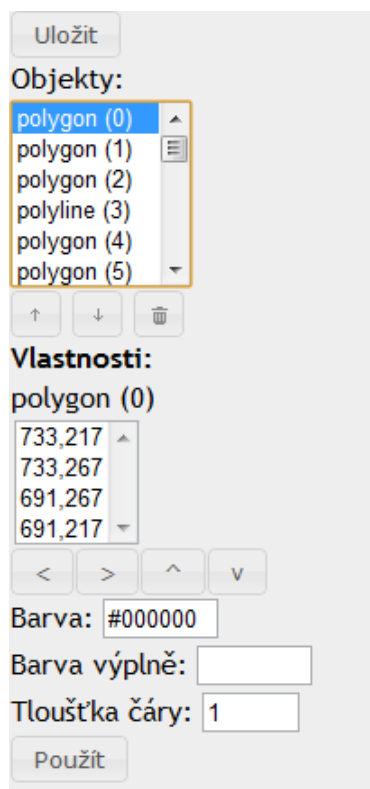 Uložit
Objekty:
polygon (0)
polygon (1)
polygon (2)
polyline (3)
polygon (4)
polygon (5)
↑ ↓
Vlastnosti:
polygon (0)
733,217
733,267
691,267
691,217
< > ^ v
Barva: #000000
Barva výplně:
Tloušťka čáry: 1
Použít